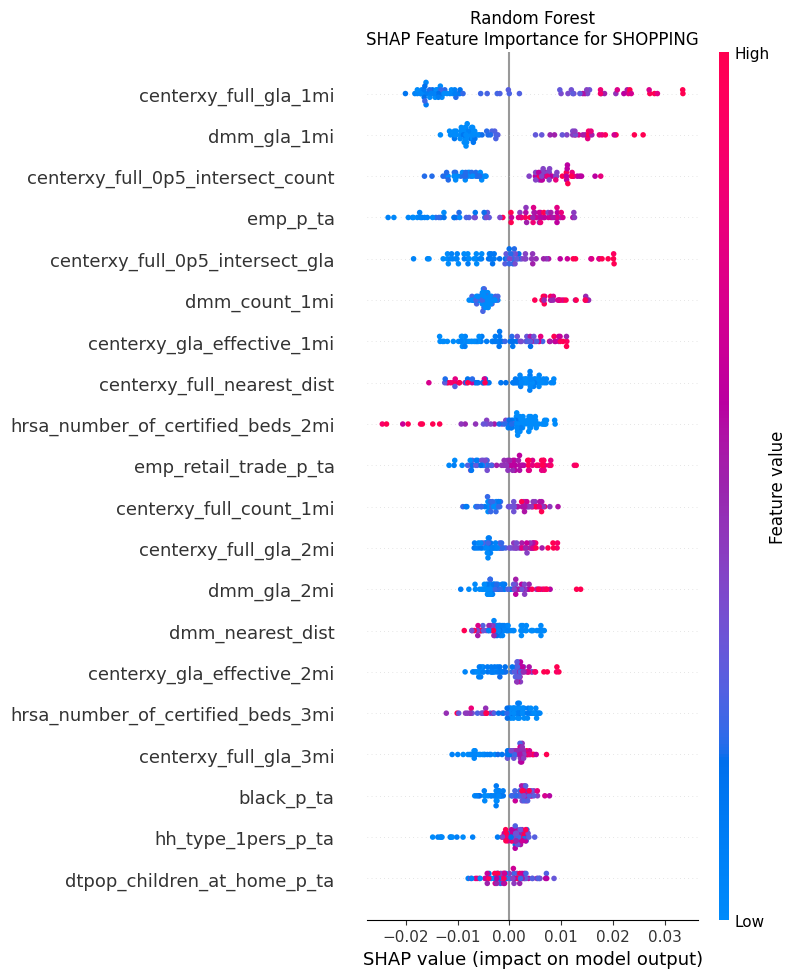 Random Forest
SHAP Feature Importance for SHOPPING
High
centerxy_full_gla_1mi
dmm_gla_1mi
centerxy_full_0p5_intersect_count
emp_p_ta
centerxy_full_0p5_intersect_gla
dmm_count_1mi
centerxy_gla_effective_1mi
centerxy_full_nearest_dist
hrsa_number_of_certified_beds_2mi
emp_retail_trade_p_ta
centerxy_full_count_1mi
centerxy_full_gla_2mi
dmm_gla_2mi
dmm_nearest_dist
centerxy_gla_effective_2mi
hrsa_number_of_certified_beds_3mi
centerxy_full_gla_3mi
black_p_ta
hh_type_1pers_p_ta
dtpop_children_at_home_p_ta
Feature value
Low
−0.02 −0.01 0.00 0.01 0.02 0.03
SHAP value (impact on model output)